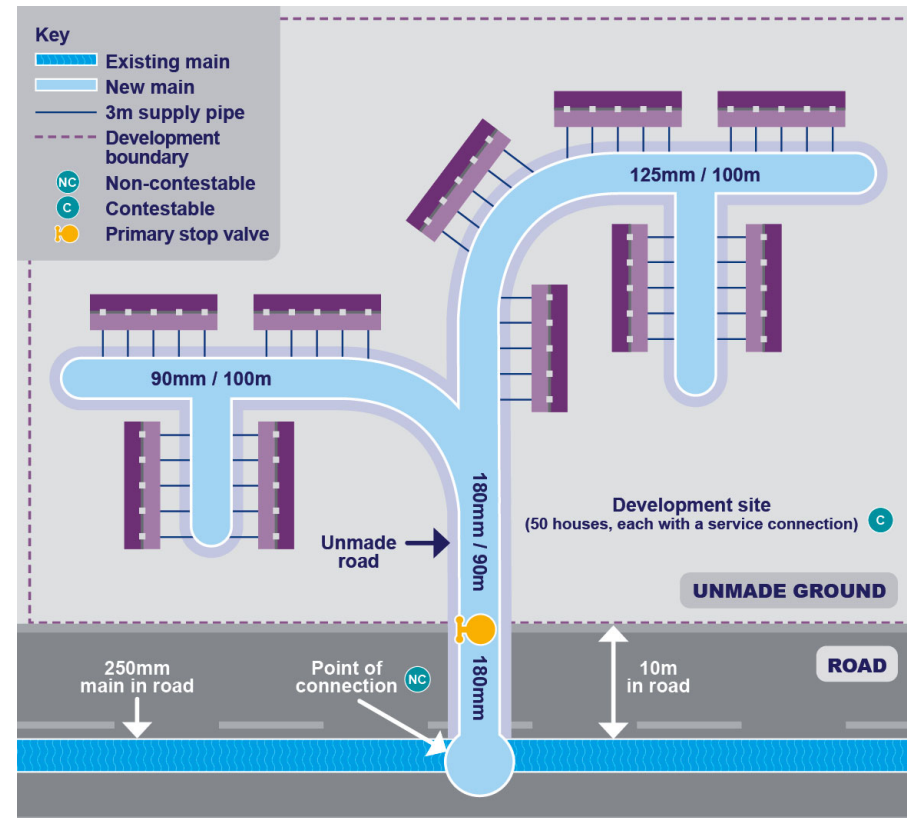 Key
Existing main
New main
3m supply pipe
Development
boundary
NC
Non-contestable
C
Contestable
Primary stop valve
125mm / 100m
90mm / 100m
180mm / 90m
Development site
(50 houses, each with a service connection)
C
Unmade
road
UNMADE GROUND
250mm
main in road
Point of
connection
NC
180mm
10m
in road
ROAD